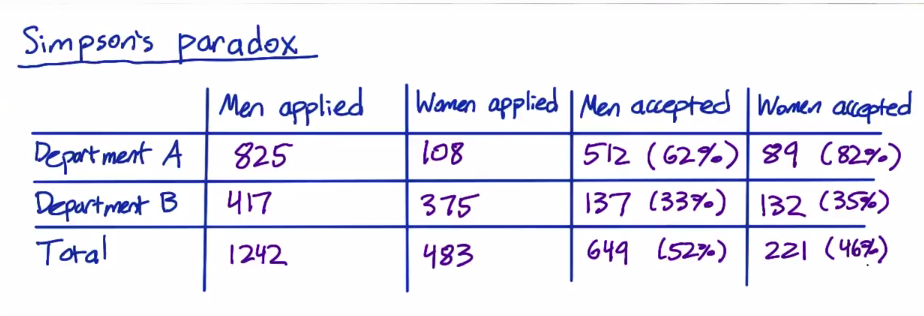 Simpson's paradox
Men applied Women applied Men accepted Women accepted
Department A 825 108 512 (62%) 89 (82%)
Department B 417 375 137 (33%) 132 (35%)
Total 1242 483 649 (52%) 221 (46%)